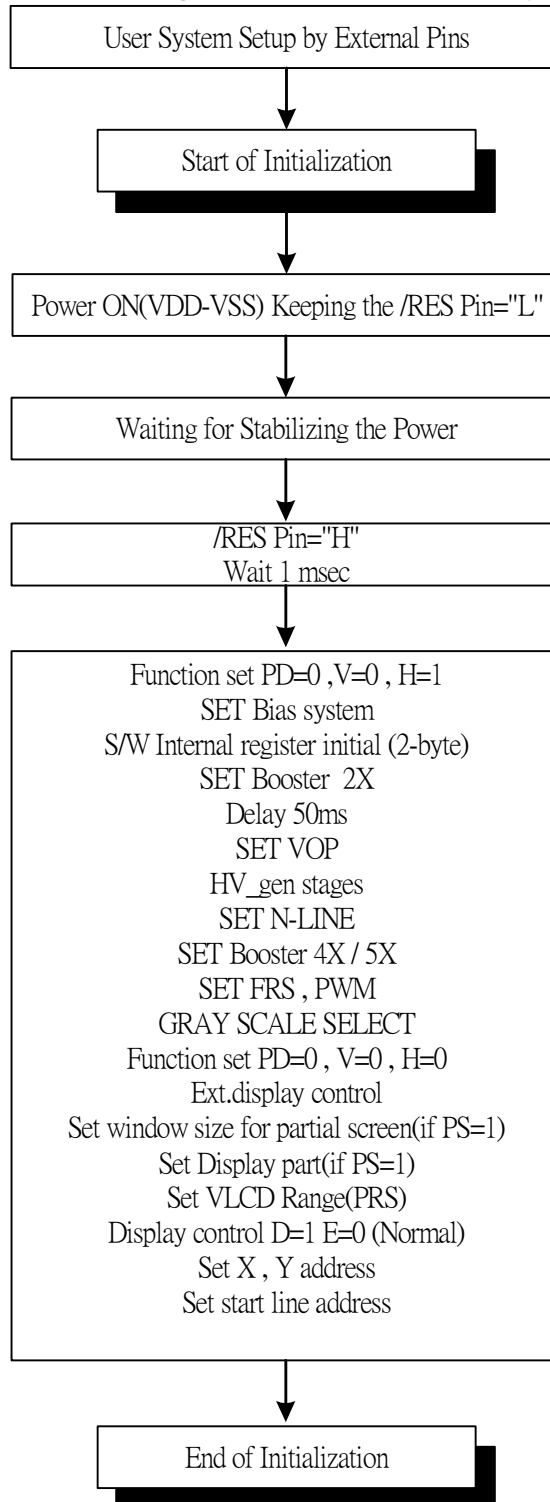 User System Setup by External Pins
Start of Initialization
Power ON(VDD-VSS) Keeping the /RES Pin="L"
Waiting for Stabilizing the Power
/RES Pin="H"
Wait 1 msec
Function set PD=0 ,V=0 , H=1
SET Bias system
S/W Internal register initial (2-byte)
SET Booster 2X
Delay 50ms
SET VOP
HV_gen stages
SET N-LINE
SET Booster 4X / 5X
SET FRS , PWM
GRAY SCALE SELECT
Function set PD=0 , V=0 , H=0
Ext.display control
Set window size for partial screen(if PS=1)
Set Display part(if PS=1)
Set VLCD Range(PRS)
Display control D=1 E=0 (Normal)
Set X , Y address
Set start line address
End of Initialization